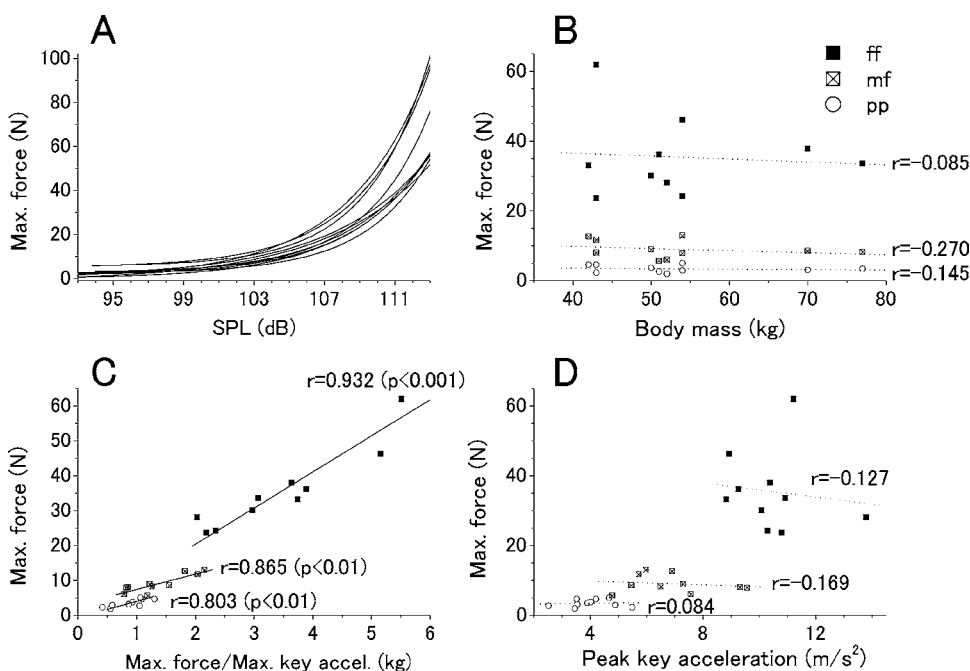 A
Max. force (N)
100
80
60
40
20
0
95
99
103
107
111
SPL (dB)
B
Max. force (N)
60
40
20
0
40
50
60
70
80
Body mass (kg)
ff
mf
pp
r=-0.085
r=-0.270
r=-0.145
C
Max. force (N)
60
50
40
30
20
10
0
0
1
2
3
4
5
6
Max. force/Max. key accel. (kg)
r=0.932 (p<0.001)
r=0.865 (p<0.01)
r=0.803 (p<0.01)
D
Max. force (N)
60
40
20
0
4
8
12
Peak key acceleration (m/s²)
r=-0.127
r=-0.169
r=0.084